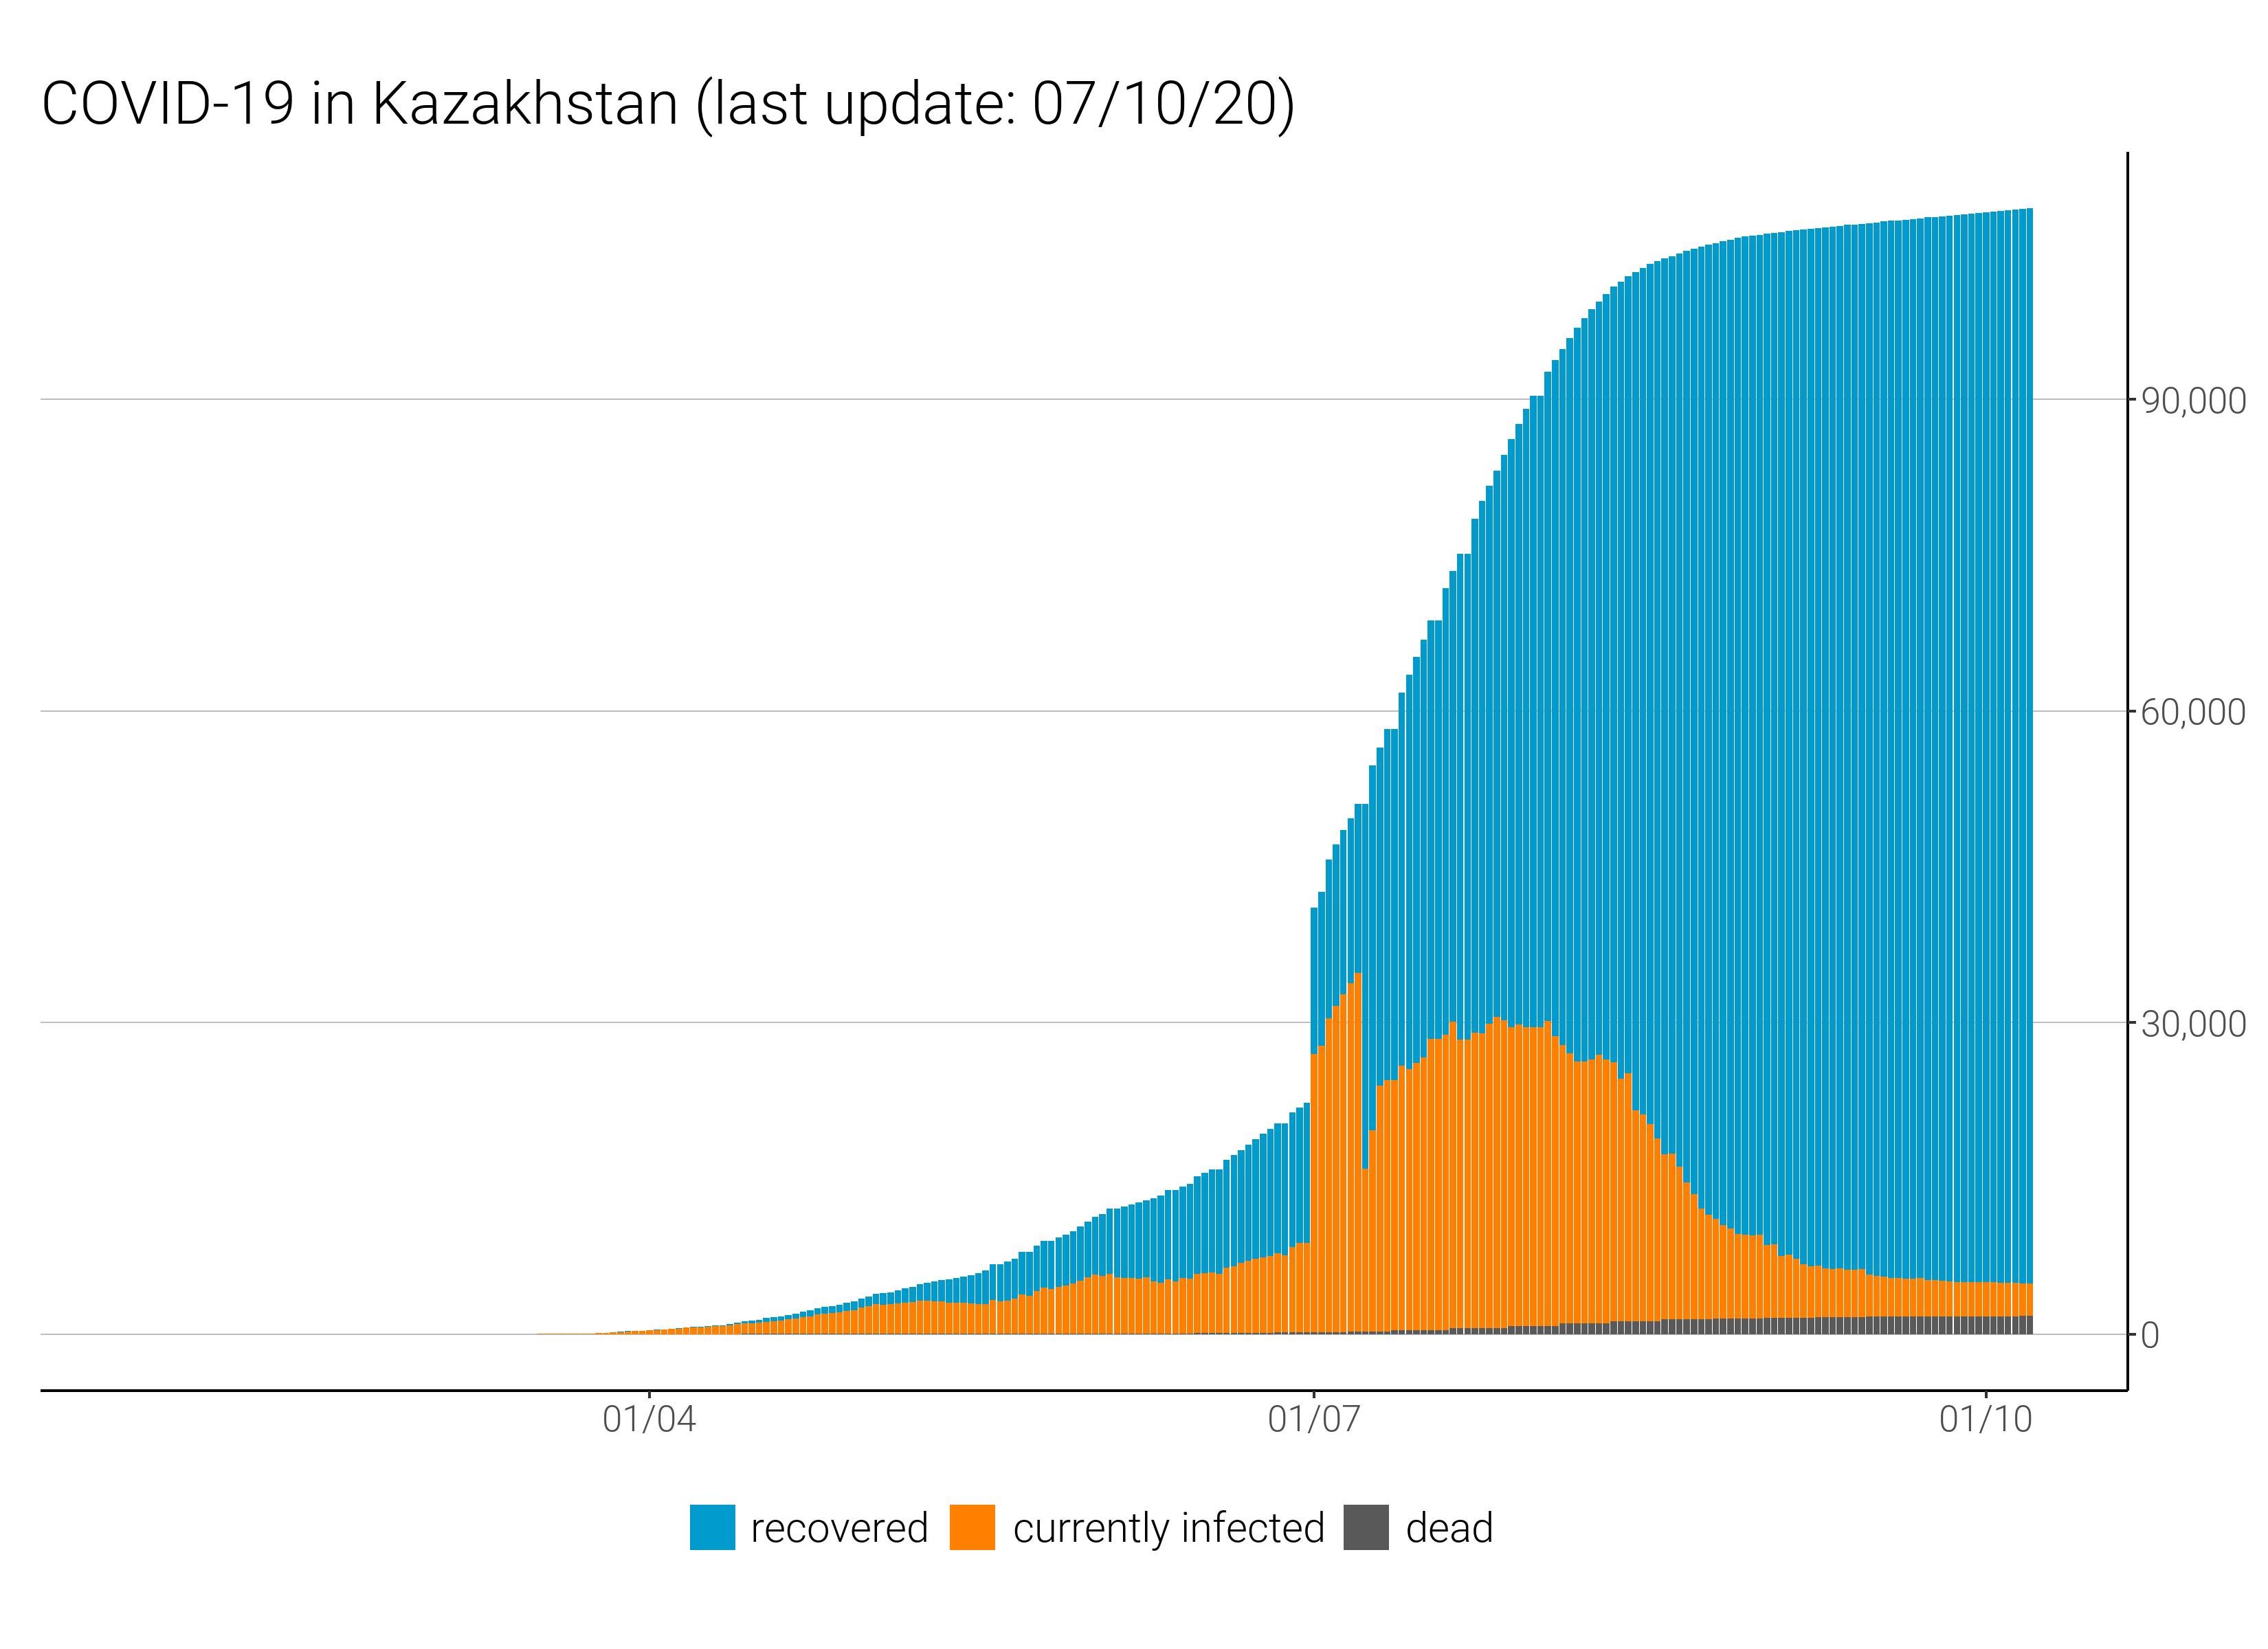 COVID-19 in Kazakhstan (last update: 07/10/20)
90,000
60,000
30,000
0
01/04 01/07 01/10
recovered currently infected dead